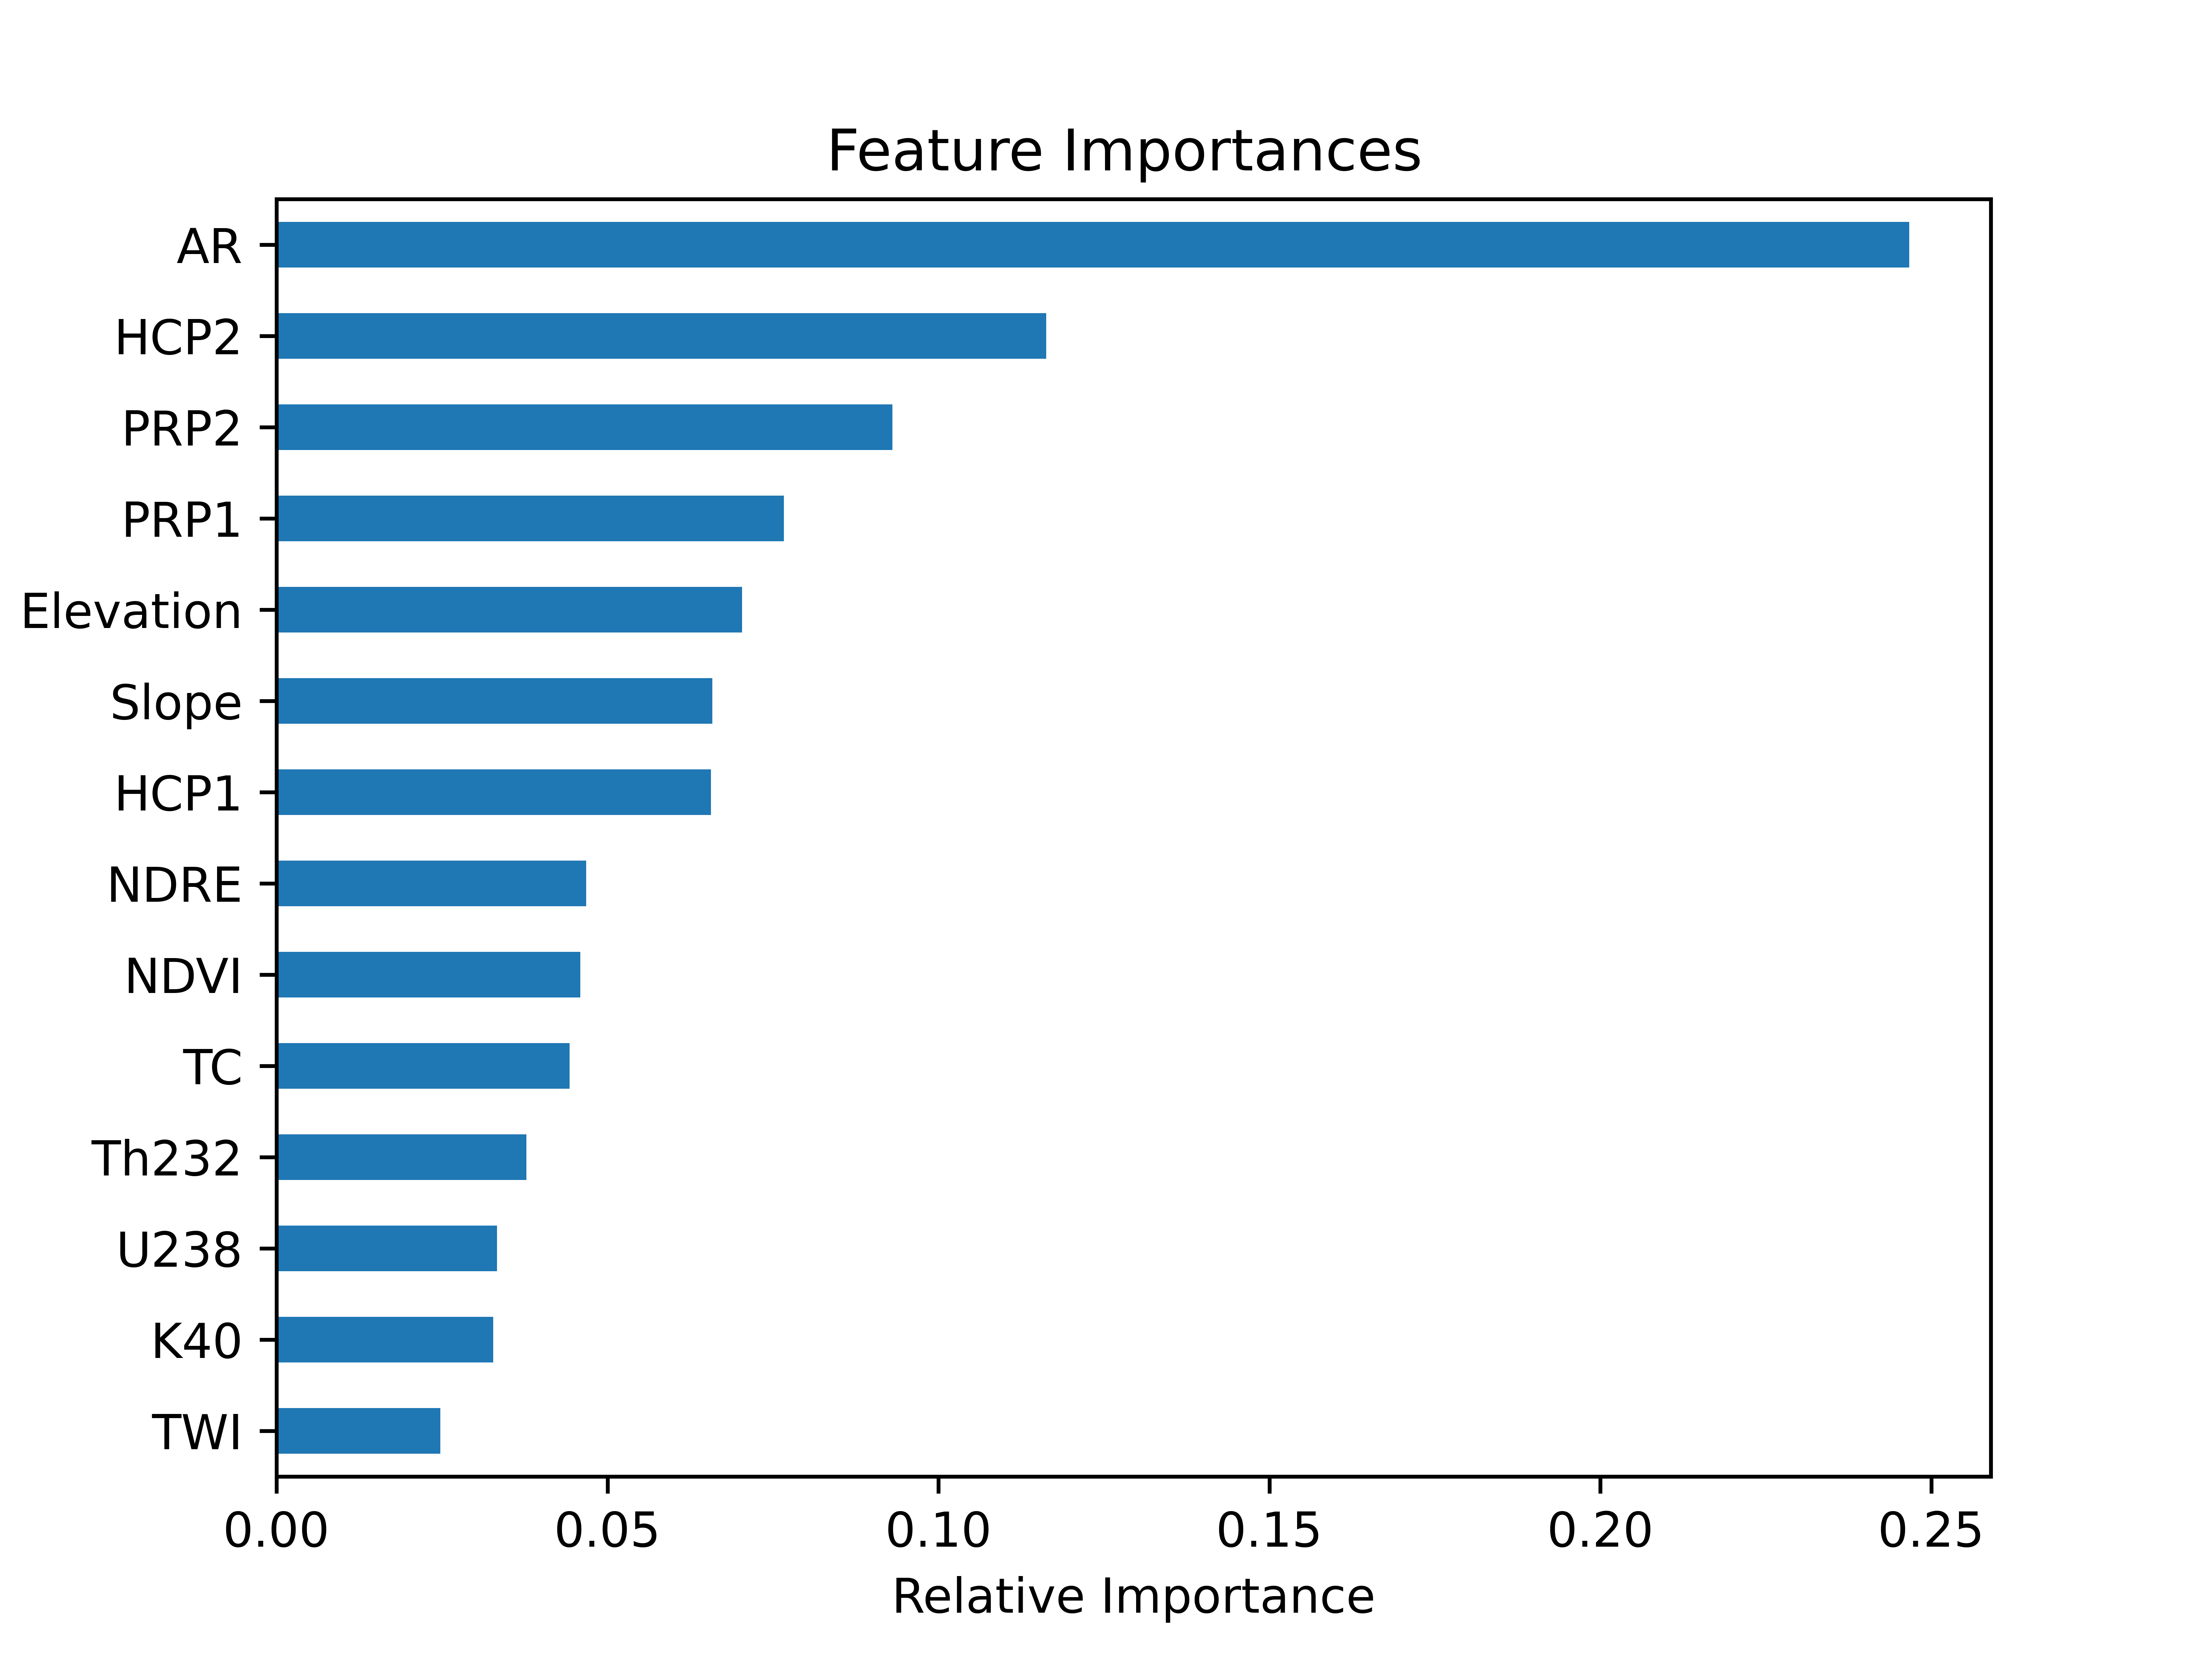 Feature Importances
AR
HCP2
PRP2
PRP1
Elevation
Slope
HCP1
NDRE
NDVI
TC
Th232
U238
K40
TWI
0.00 0.05 0.10 0.15 0.20 0.25
Relative Importance